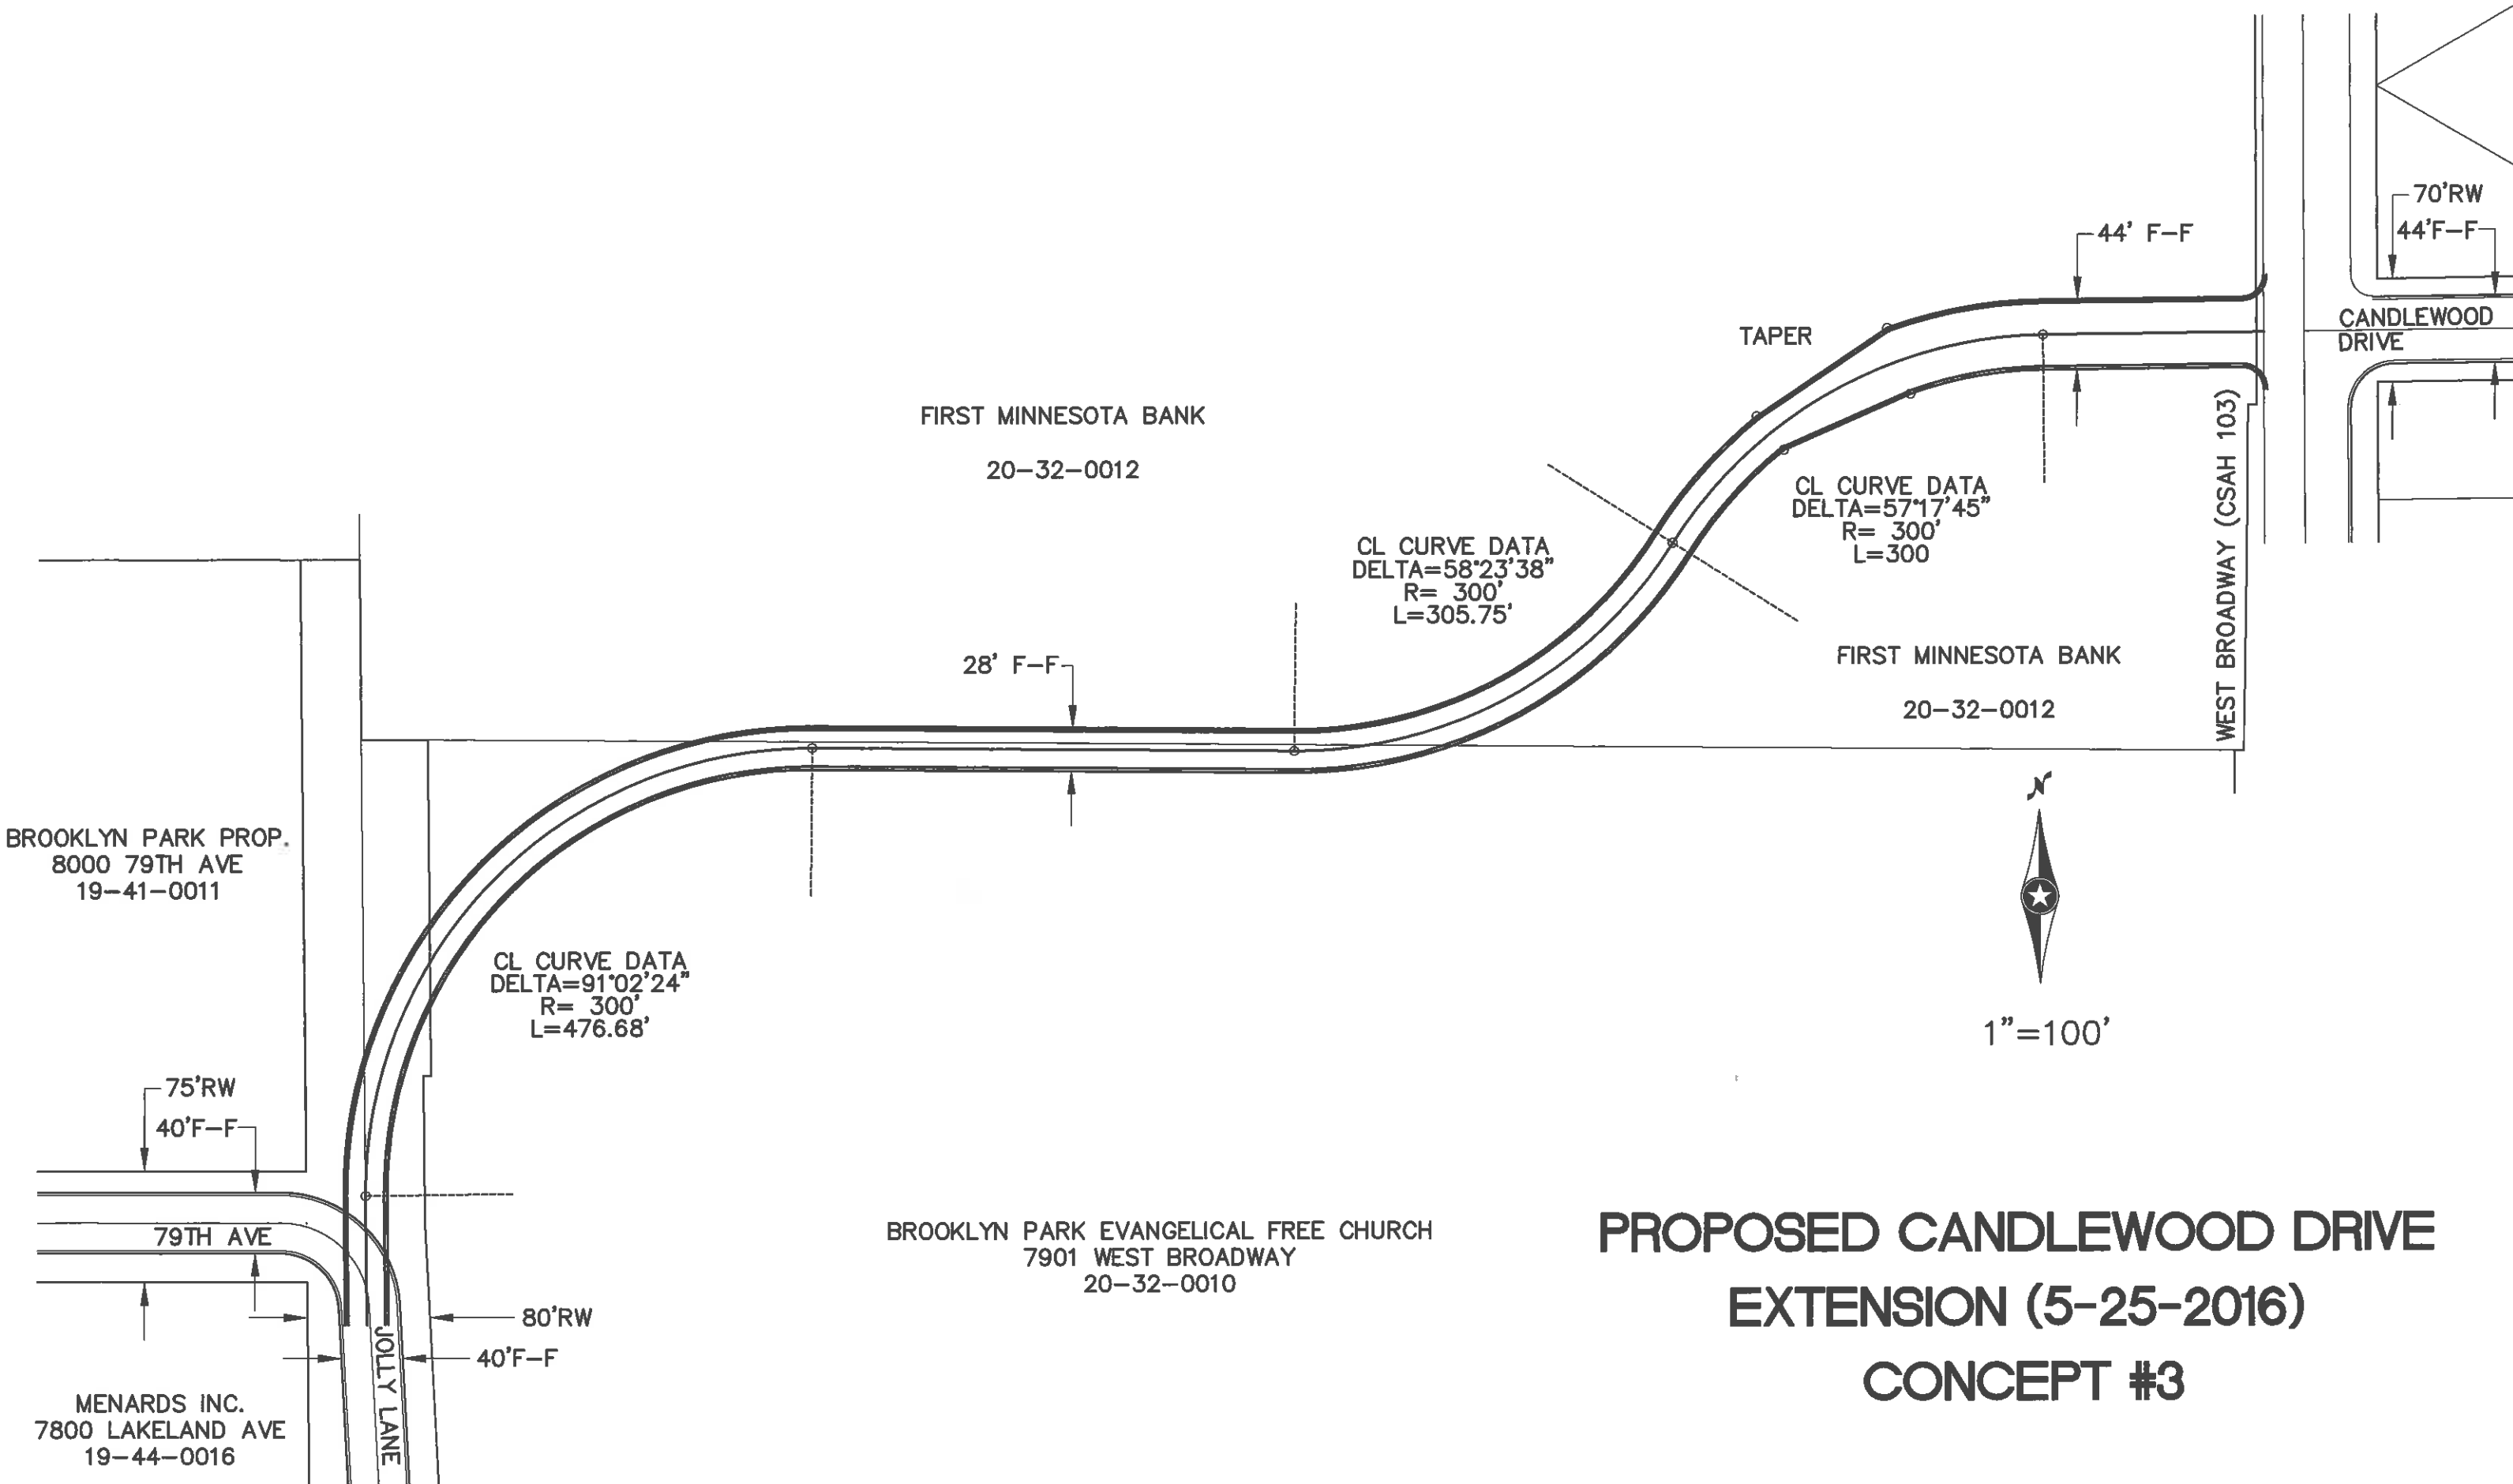 70'RW
44'F-F
44' F-F
CANDLEWOOD
DRIVE
TAPER
FIRST MINNESOTA BANK
20-32-0012
WEST BROADWAY (CSAH 103)
CL CURVE DATA
DELTA=57°17'45"
R= 300'
L=300
CL CURVE DATA
DELTA=58°23'38"
R= 300'
L=305.75'
28' F-F
FIRST MINNESOTA BANK
20-32-0012
N
BROOKLYN PARK PROP.
8000 79TH AVE
19-41-0011
CL CURVE DATA
DELTA=91°02'24"
R= 300'
L=476.68'
1"=100'
75'RW
40'F-F
79TH AVE
BROOKLYN PARK EVANGELICAL FREE CHURCH
7901 WEST BROADWAY
20-32-0010
80'RW
40'F-F
JOLLY LANE
MENARDS INC.
7800 LAKELAND AVE
19-44-0016
PROPOSED CANDLEWOOD DRIVE
EXTENSION (5-25-2016)
CONCEPT #3